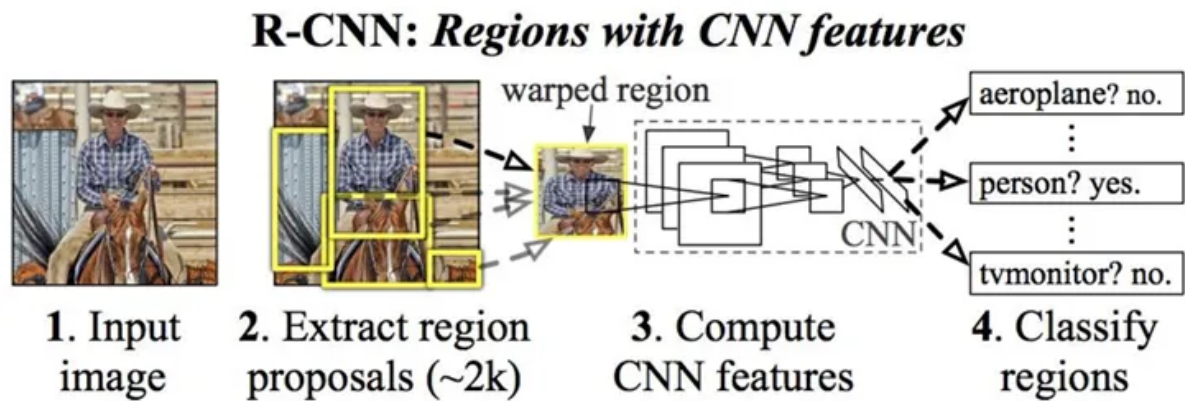 R-CNN: Regions with CNN features
warped region
aeroplane? no.
⋮
person? yes.
⋮
tvmonitor? no.
CNN
1. Input
image
2. Extract region
proposals (~2k)
3. Compute
CNN features
4. Classify
regions